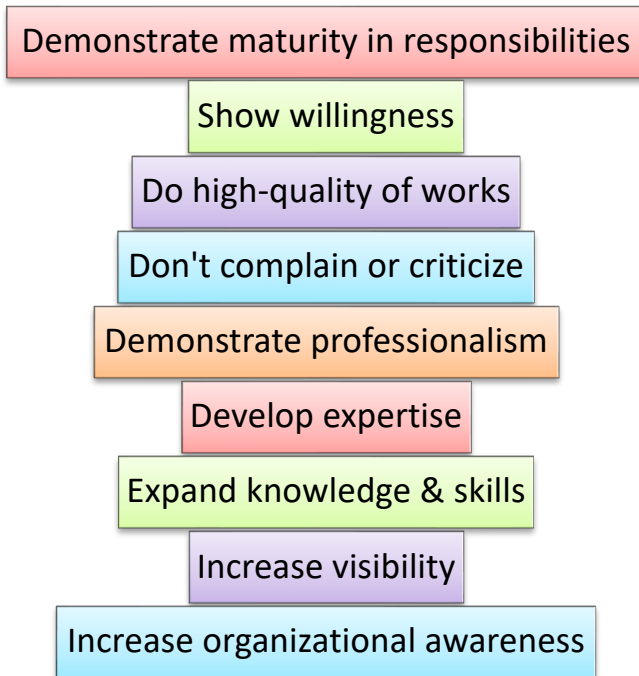 Demonstrate maturity in responsibilities
Show willingness
Do high-quality of works
Don't complain or criticize
Demonstrate professionalism
Develop expertise
Expand knowledge & skills
Increase visibility
Increase organizational awareness